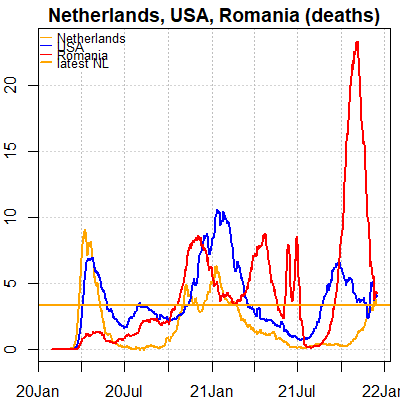 Netherlands, USA, Romania (deaths)
Netherlands
USA
Romania
latest NL
20
15
10
5
0
20Jan
20Jul
21Jan
21Jul
22Jan